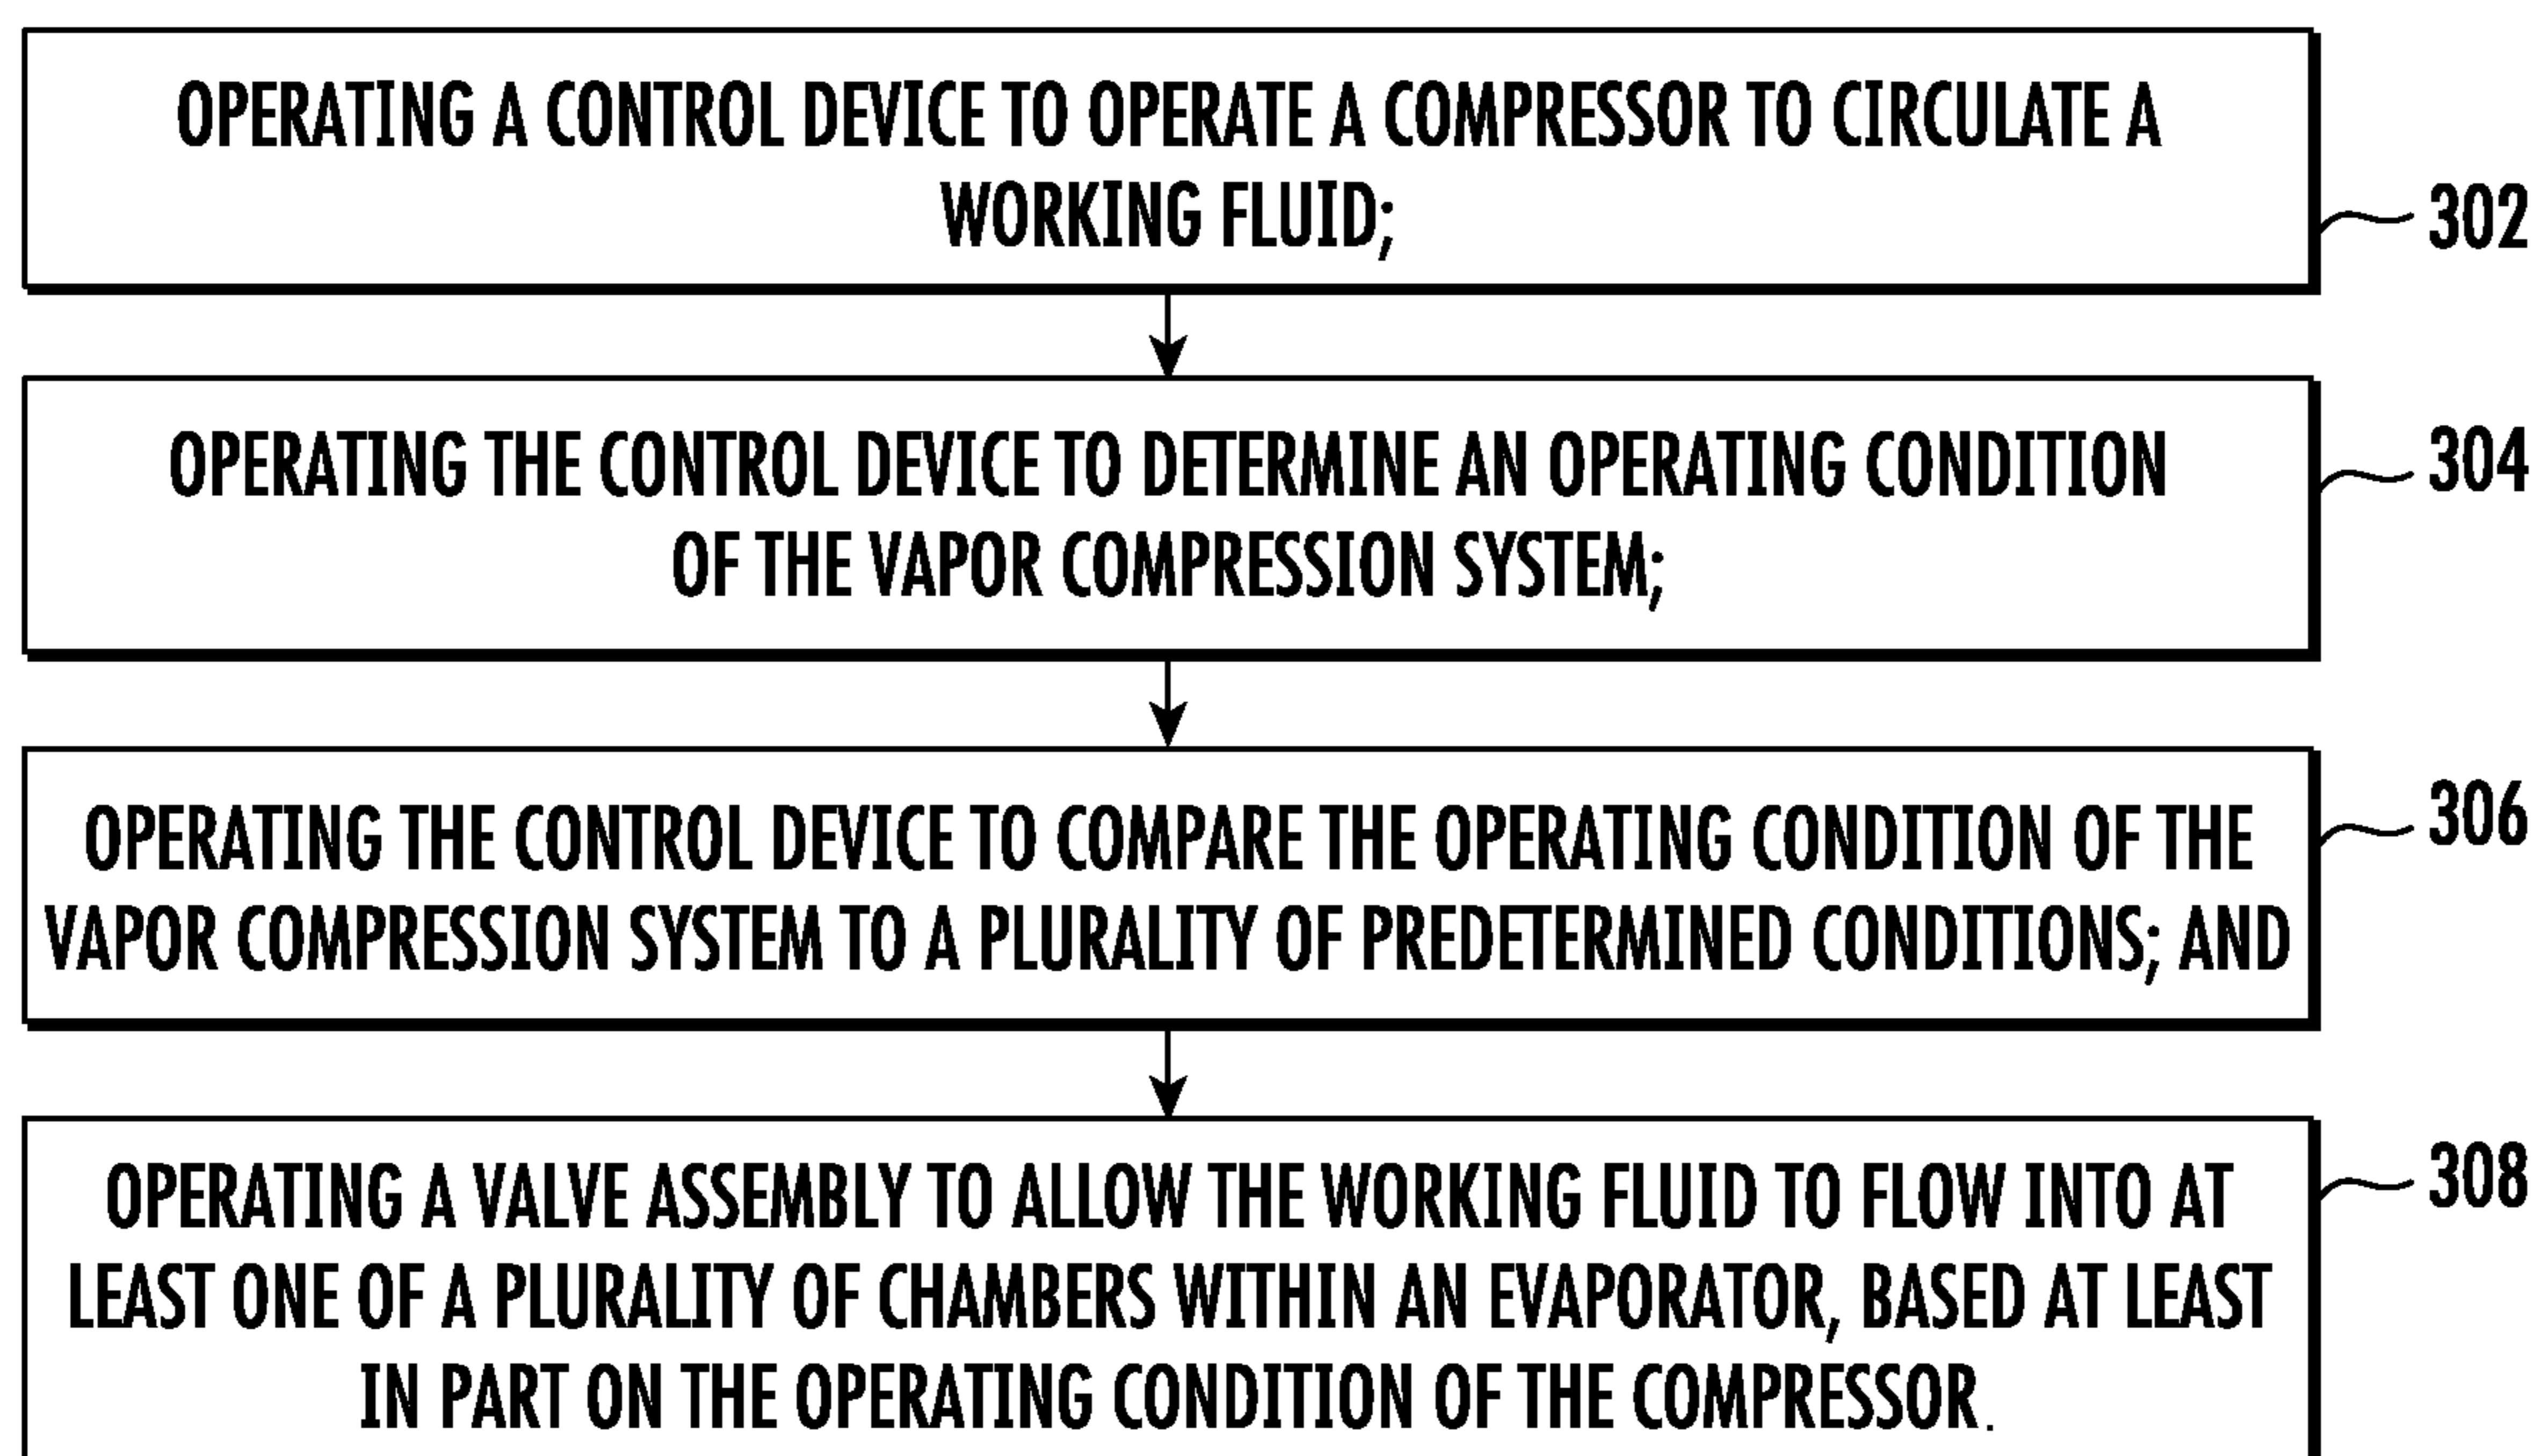 OPERATING A CONTROL DEVICE TO OPERATE A COMPRESSOR TO CIRCULATE A
WORKING FLUID;
302
OPERATING THE CONTROL DEVICE TO DETERMINE AN OPERATING CONDITION
OF THE VAPOR COMPRESSION SYSTEM;
304
OPERATING THE CONTROL DEVICE TO COMPARE THE OPERATING CONDITION OF THE
VAPOR COMPRESSION SYSTEM TO A PLURALITY OF PREDETERMINED CONDITIONS; AND
306
OPERATING A VALVE ASSEMBLY TO ALLOW THE WORKING FLUID TO FLOW INTO AT
LEAST ONE OF A PLURALITY OF CHAMBERS WITHIN AN EVAPORATOR, BASED AT LEAST
IN PART ON THE OPERATING CONDITION OF THE COMPRESSOR.
308